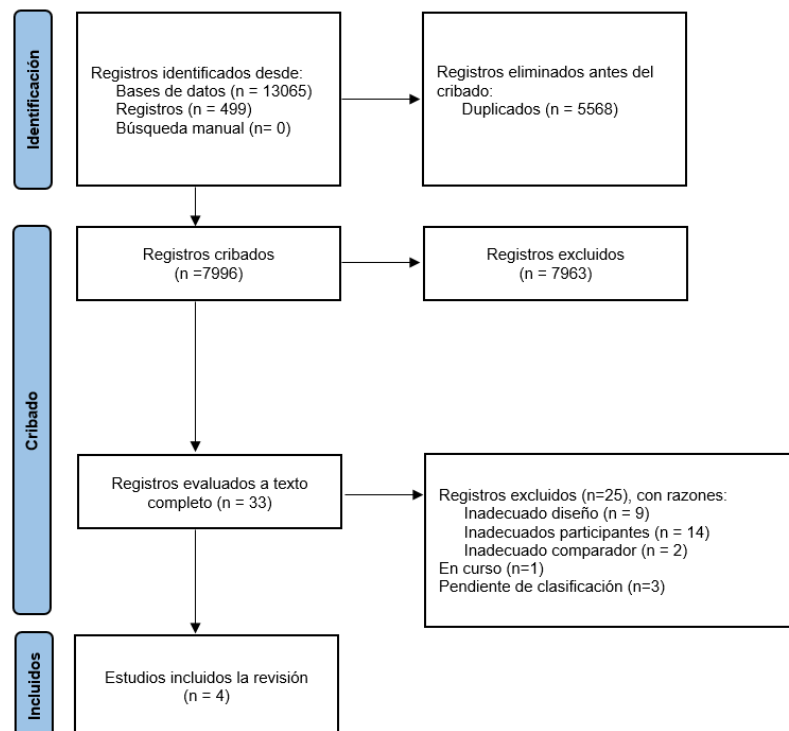 Identificación
Registros identificados desde:
Bases de datos (n = 13065)
Registros (n = 499)
Búsqueda manual (n= 0)
Registros eliminados antes del
cribado:
Duplicados (n = 5568)
Cribado
Registros cribados
(n =7996)
Registros excluidos
(n = 7963)
Registros evaluados a texto
completo (n = 33)
Registros excluidos (n=25), con razones:
Inadecuado diseño (n = 9)
Inadecuados participantes (n = 14)
Inadecuado comparador (n = 2)
En curso (n=1)
Pendiente de clasificación (n=3)
Incluidos
Estudios incluidos la revisión
(n = 4)